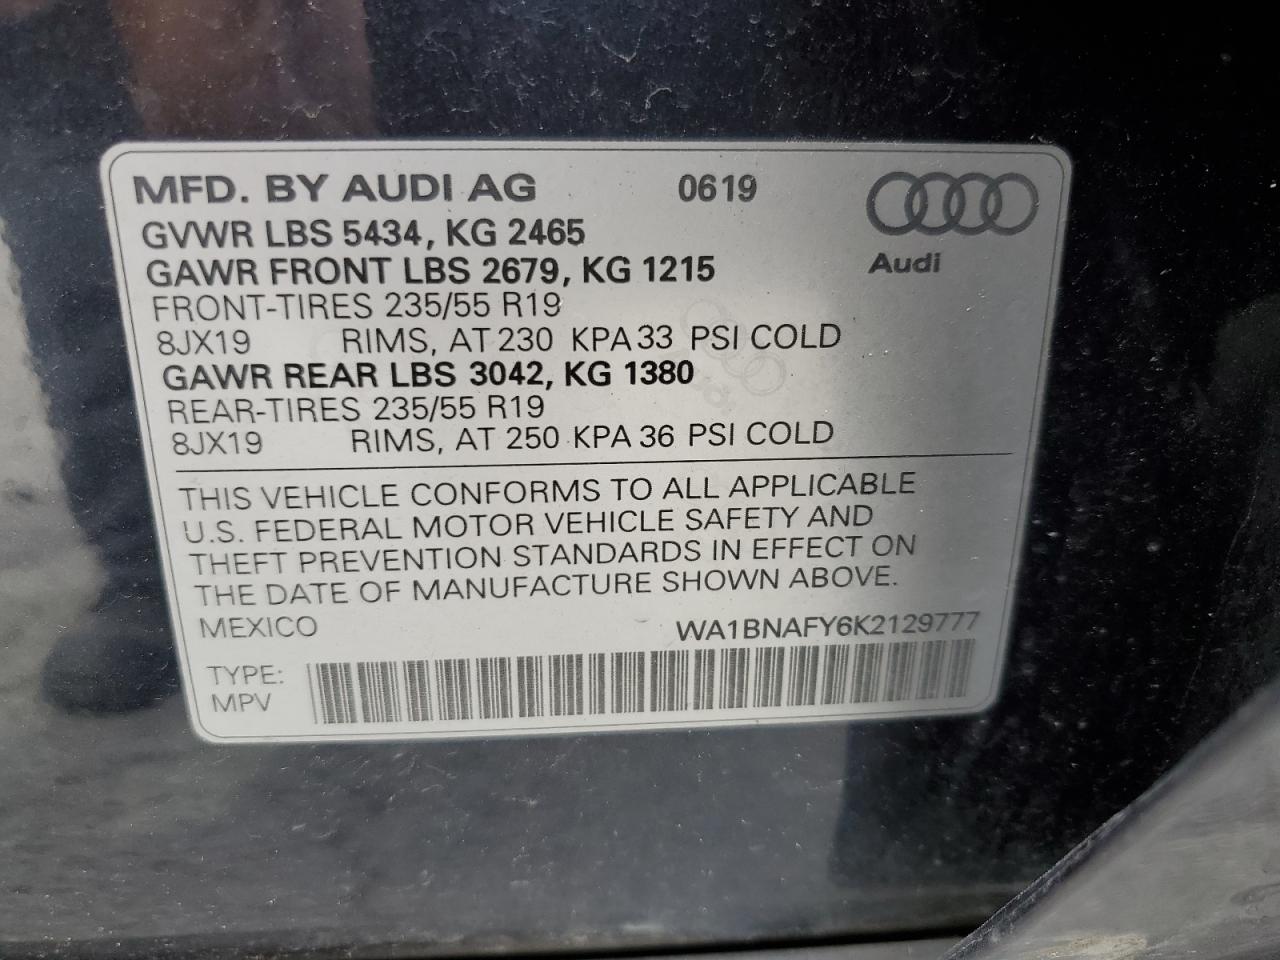 MFD. BY AUDI AG 0619
Audi
GVWR LBS 5434, KG 2465
GAWR FRONT LBS 2679, KG 1215
FRONT-TIRES 235/55 R19
8JX19 RIMS, AT 230 KPA 33 PSI COLD
GAWR REAR LBS 3042, KG 1380
REAR-TIRES 235/55 R19
8JX19 RIMS, AT 250 KPA 36 PSI COLD
THIS VEHICLE CONFORMS TO ALL APPLICABLE
U.S. FEDERAL MOTOR VEHICLE SAFETY AND
THEFT PREVENTION STANDARDS IN EFFECT ON
THE DATE OF MANUFACTURE SHOWN ABOVE.
MEXICO WA1BNAFY6K2129777
TYPE:
MPV